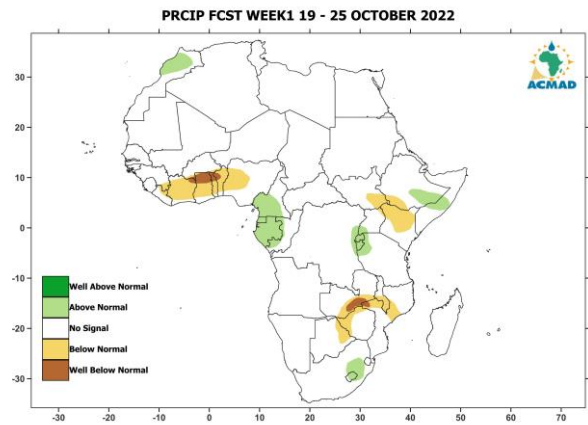 PRCIP FCST WEEK1 19 - 25 OCTOBER 2022
ACMAD
30
20
10
0
-10
-20
-30
Well Above Normal
Above Normal
No Signal
Below Normal
Well Below Normal
-30 -20 -10 0 10 20 30 40 50 60 70